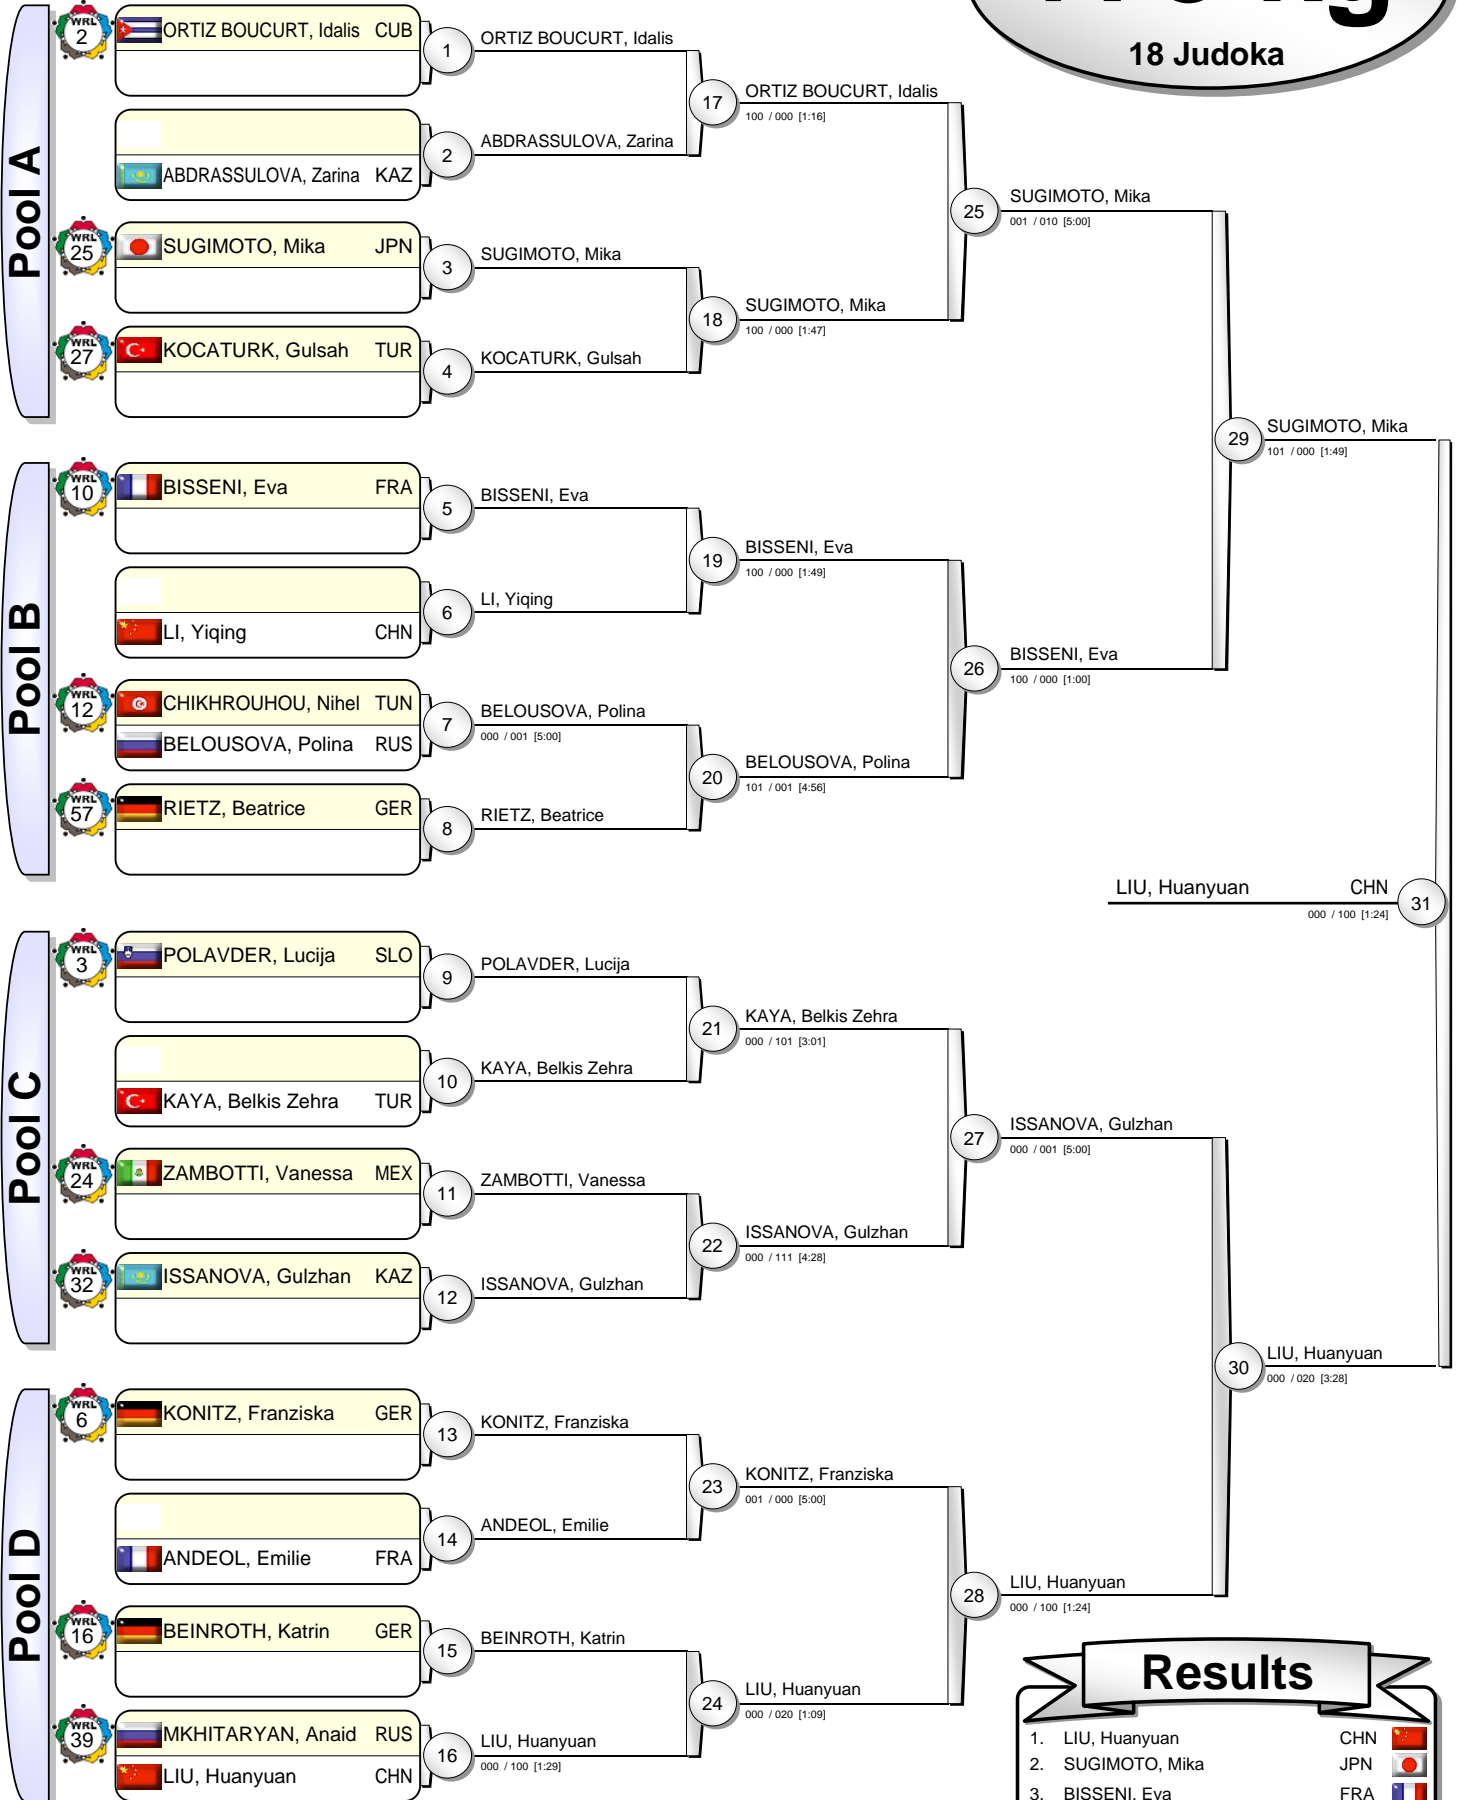 18 Judoka
Pool A
WRL 2
ORTIZ BOUCURT, Idalis CUB
ABDRASSULOVA, Zarina KAZ
WRL 25
SUGIMOTO, Mika JPN
WRL 27
KOCATURK, Gulsah TUR
1
ORTIZ BOUCURT, Idalis
2
ABDRASSULOVA, Zarina
3
SUGIMOTO, Mika
4
KOCATURK, Gulsah
17
ORTIZ BOUCURT, Idalis
100 / 000 [1:16]
18
SUGIMOTO, Mika
100 / 000 [1:47]
25
SUGIMOTO, Mika
001 / 010 [5:00]
Pool B
WRL 10
BISSENI, Eva FRA
LI, Yiqing CHN
WRL 12
CHIKHROUHOU, Nihel TUN
BELOUSOVA, Polina RUS
WRL 57
RIETZ, Beatrice GER
5
BISSENI, Eva
6
LI, Yiqing
7
BELOUSOVA, Polina
000 / 001 [5:00]
8
RIETZ, Beatrice
19
BISSENI, Eva
100 / 000 [1:49]
20
BELOUSOVA, Polina
101 / 001 [4:56]
26
BISSENI, Eva
100 / 000 [1:00]
29
SUGIMOTO, Mika
101 / 000 [1:49]
LIU, Huanyuan CHN
000 / 100 [1:24]
31
Pool C
WRL 3
POLAVDER, Lucija SLO
KAYA, Belkis Zehra TUR
WRL 24
ZAMBOTTI, Vanessa MEX
WRL 32
ISSANOVA, Gulzhan KAZ
9
POLAVDER, Lucija
10
KAYA, Belkis Zehra
11
ZAMBOTTI, Vanessa
12
ISSANOVA, Gulzhan
21
KAYA, Belkis Zehra
000 / 101 [3:01]
22
ISSANOVA, Gulzhan
000 / 111 [4:28]
27
ISSANOVA, Gulzhan
000 / 001 [5:00]
Pool D
WRL 6
KONITZ, Franziska GER
ANDEOL, Emilie FRA
WRL 16
BEINROTH, Katrin GER
WRL 39
MKHITARYAN, Anaid RUS
LIU, Huanyuan CHN
13
KONITZ, Franziska
14
ANDEOL, Emilie
15
BEINROTH, Katrin
16
LIU, Huanyuan
000 / 100 [1:29]
23
KONITZ, Franziska
001 / 000 [5:00]
24
LIU, Huanyuan
000 / 020 [1:09]
28
LIU, Huanyuan
000 / 100 [1:24]
30
LIU, Huanyuan
000 / 020 [3:28]
Results
1. LIU, Huanyuan CHN
2. SUGIMOTO, Mika JPN
3. BISSENI, Eva FRA